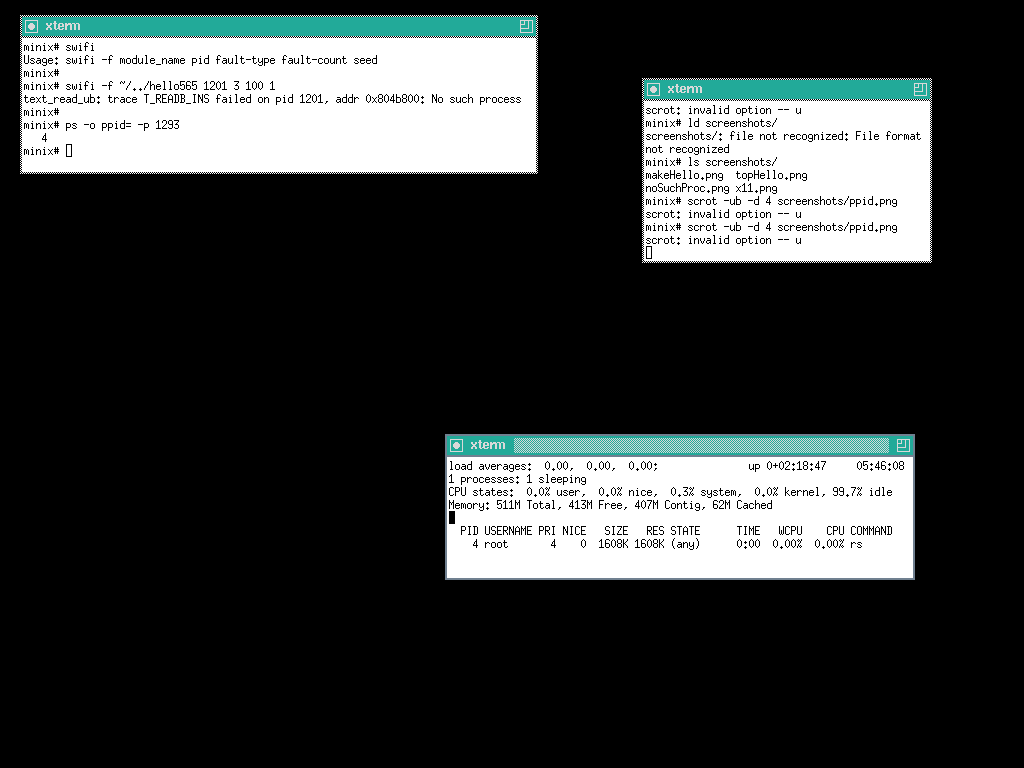 xterm
minix# swifi
Usage: swifi -f module_name pid fault-type fault-count seed
minix#
minix# swifi -f ~/../hello565 1201 3 100 1
text_read_ub: trace T_READB_INS failed on pid 1201, addr 0x804b800: No such process
minix#
minix# ps -o ppid= -p 1293
4
minix#
xterm
scrot: invalid option -- u
minix# ld screenshots/
screenshots/: file not recognized: File format
not recognized
minix# ls screenshots/
makeHello.png topHello.png
noSuchProc.png x11.png
minix# scrot -ub -d 4 screenshots/ppid.png
scrot: invalid option -- u
minix# scrot -ub -d 4 screenshots/ppid.png
scrot: invalid option -- u
xterm
load averages: 0.00, 0.00, 0.00; up 0+02:18:47 05:46:08
1 processes: 1 sleeping
CPU states: 0.0% user, 0.0% nice, 0.3% system, 0.0% kernel, 99.7% idle
Memory: 511M Total, 413M Free, 407M Contig, 62M Cached
PID USERNAME PRI NICE SIZE RES STATE TIME WCPU CPU COMMAND
4 root 4 0 1608K 1608K (any) 0:00 0.00% 0.00% rs